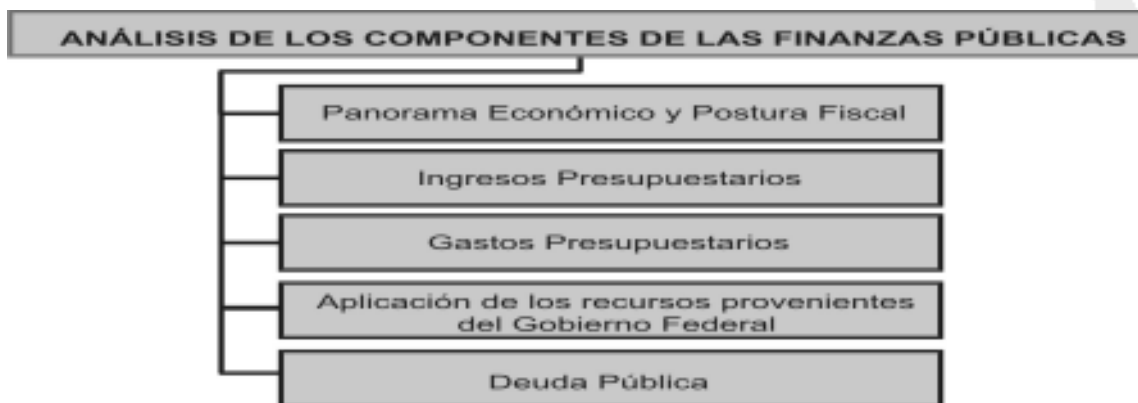 ANÁLISIS DE LOS COMPONENTES DE LAS FINANZAS PÚBLICAS
Panorama Económico y Postura Fiscal
Ingresos Presupuestarios
Gastos Presupuestarios
Aplicación de los recursos provenientes
del Gobierno Federal
Deuda Pública